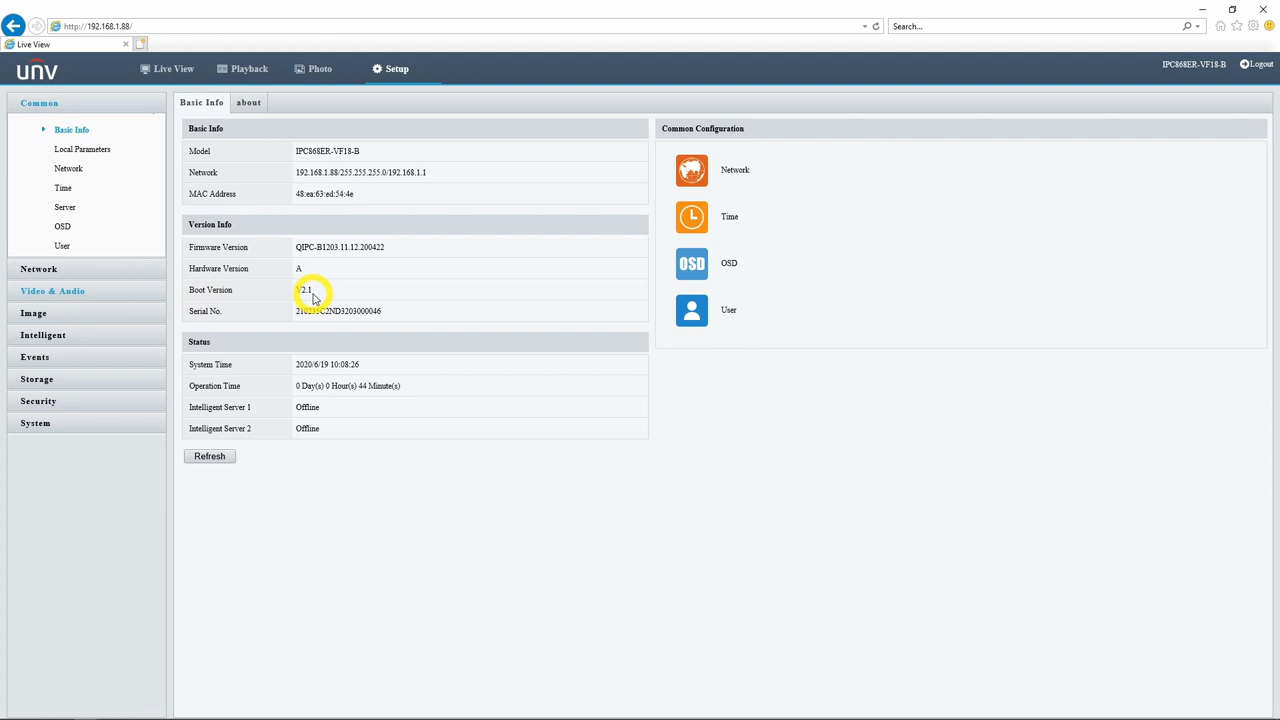 http://192.168.1.88/
Search...
Live View
unv
Live View
Playback
Photo
Setup
IPC868ER-VF18-B
Logout
Common
Basic Info
Local Parameters
Network
Time
Server
OSD
User
Network
Video & Audio
Image
Intelligent
Events
Storage
Security
System
Basic Info
about
Basic Info
Model IPC868ER-VF18-B
Network 192.168.1.88/255.255.255.0/192.168.1.1
MAC Address 48:ea:63:ed:54:4e
Version Info
Firmware Version QIPC-B1203.11.12.200422
Hardware Version A
Boot Version V2.1
Serial No. 210235C2ND3203000046
Status
System Time 2020/6/19 10:08:26
Operation Time 0 Day(s) 0 Hour(s) 44 Minute(s)
Intelligent Server 1 Offline
Intelligent Server 2 Offline
Refresh
Common Configuration
Network
Time
OSD OSD
User